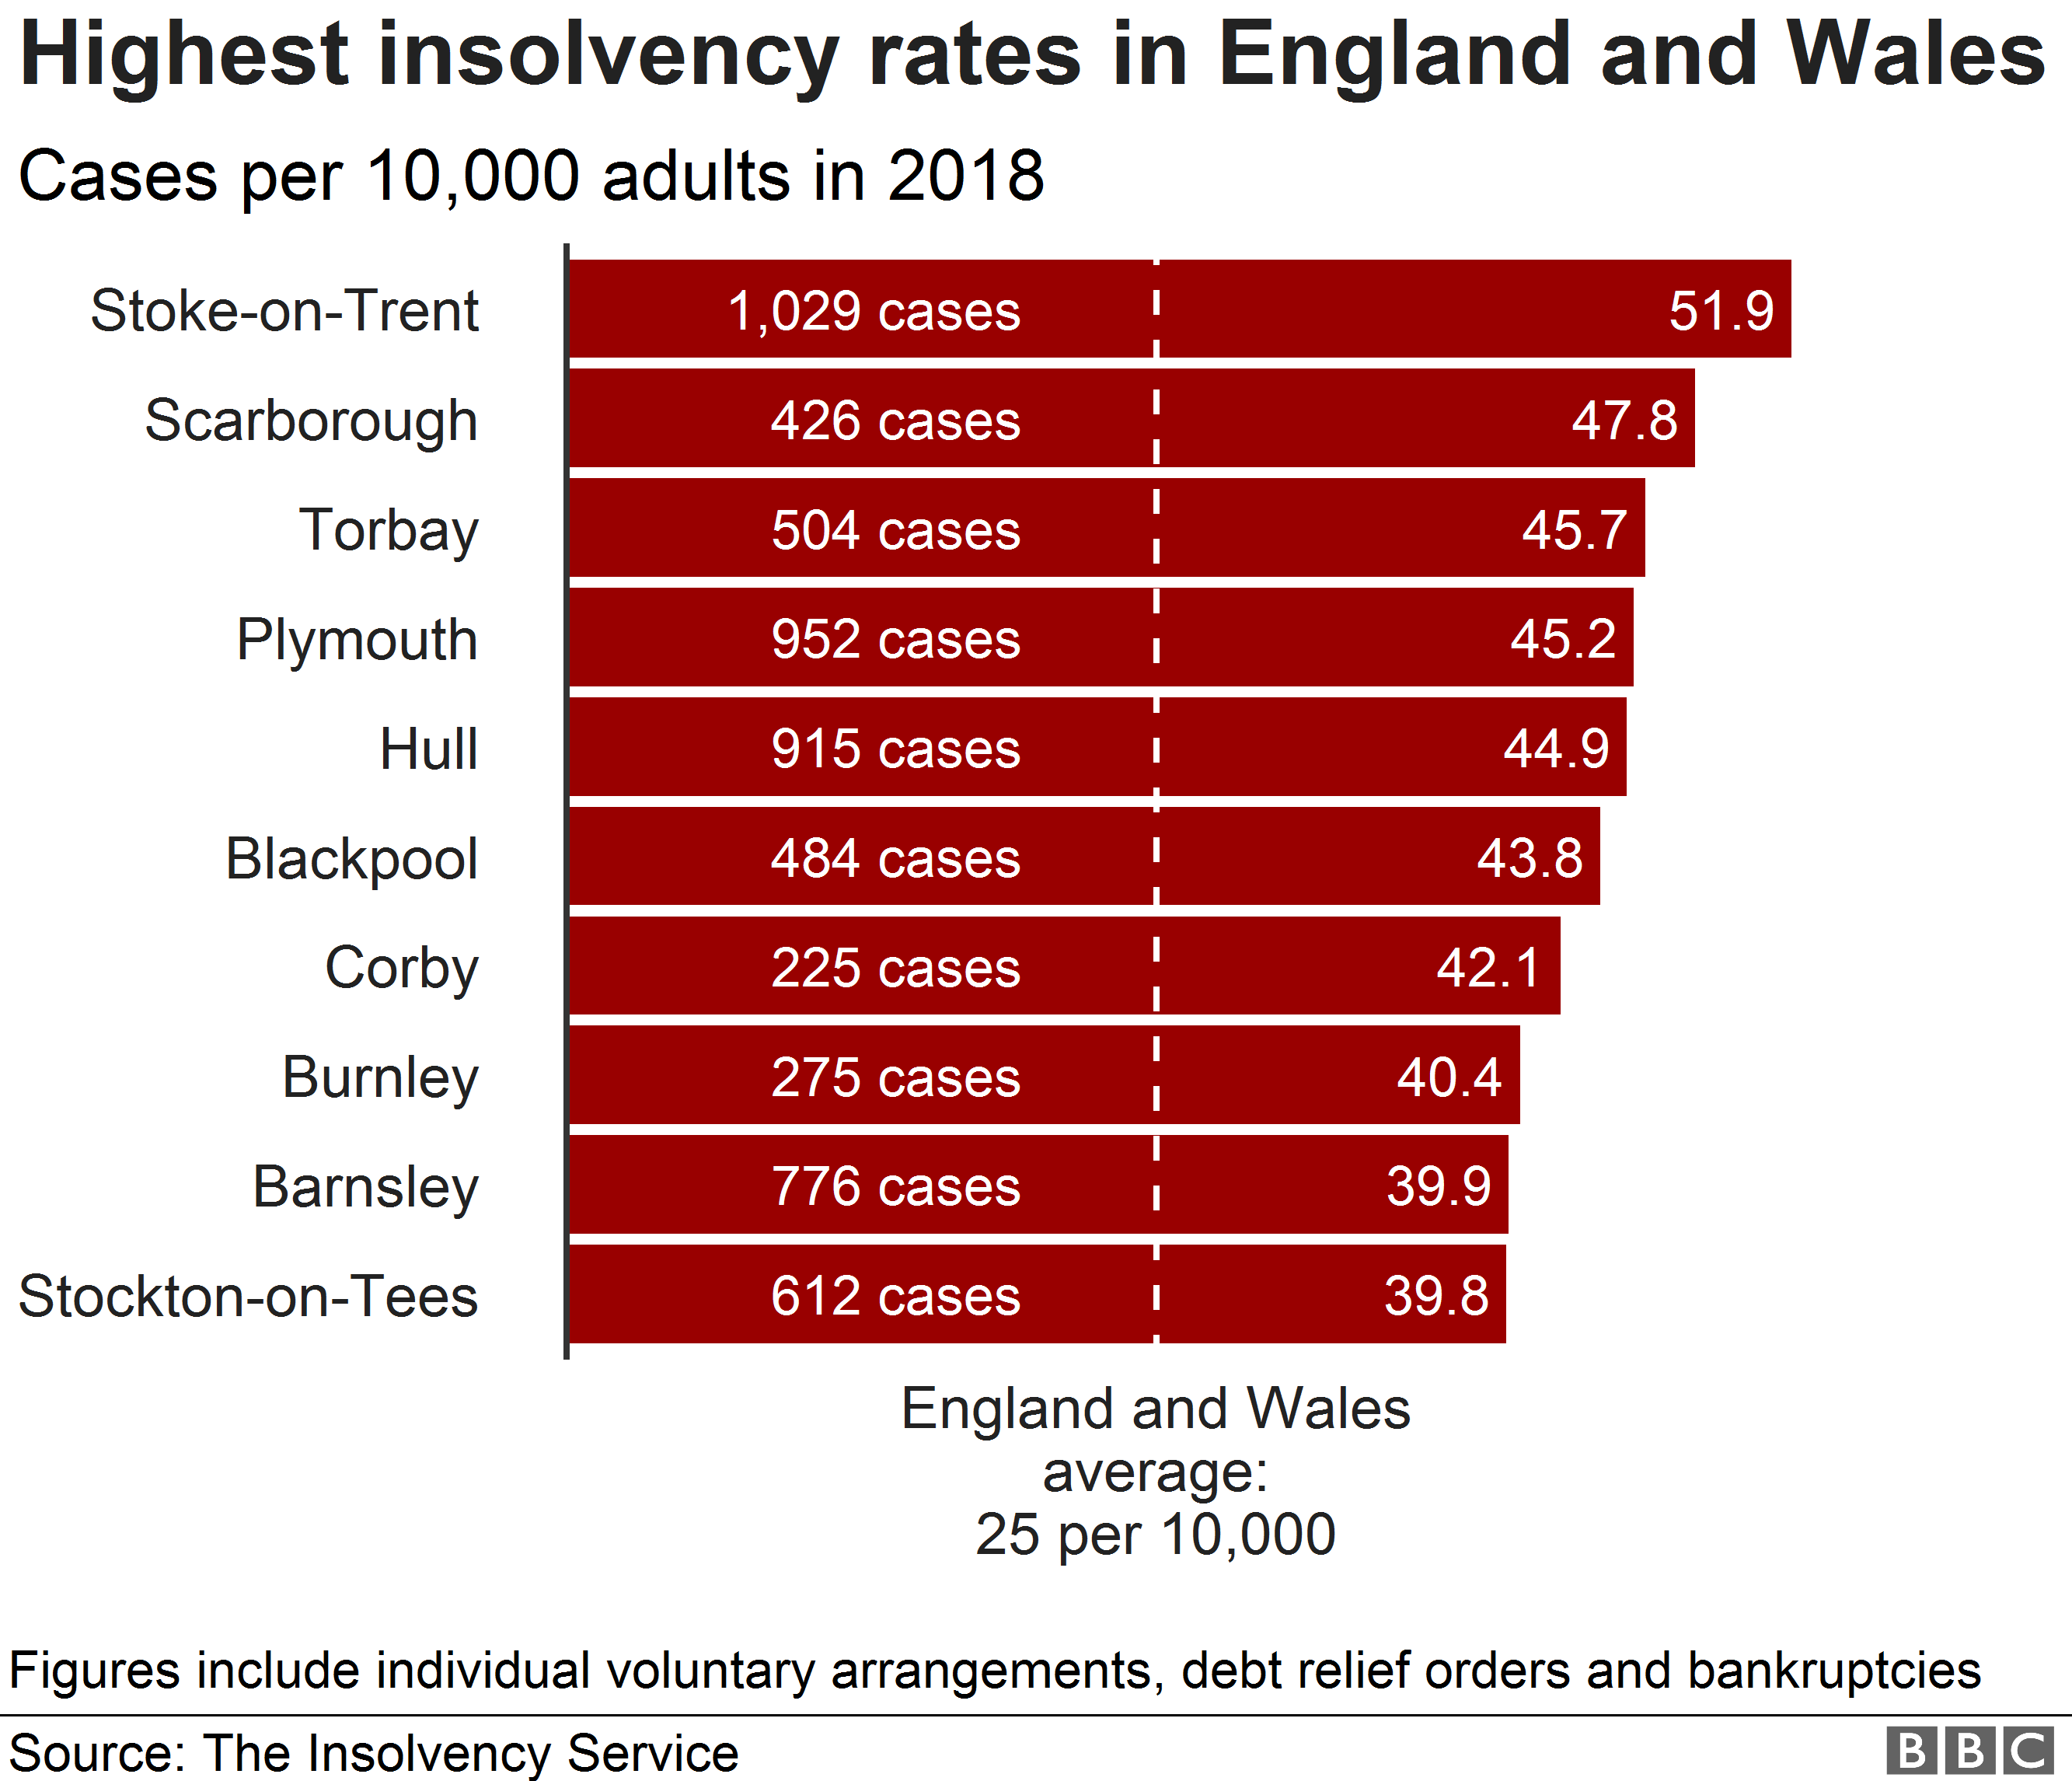 Highest insolvency rates in England and Wales
Cases per 10,000 adults in 2018
Stoke-on-Trent 1,029 cases 51.9
Scarborough 426 cases 47.8
Torbay 504 cases 45.7
Plymouth 952 cases 45.2
Hull 915 cases 44.9
Blackpool 484 cases 43.8
Corby 225 cases 42.1
Burnley 275 cases 40.4
Barnsley 776 cases 39.9
Stockton-on-Tees 612 cases 39.8
England and Wales
average:
25 per 10,000
Figures include individual voluntary arrangements, debt relief orders and bankruptcies
Source: The Insolvency Service
BBC